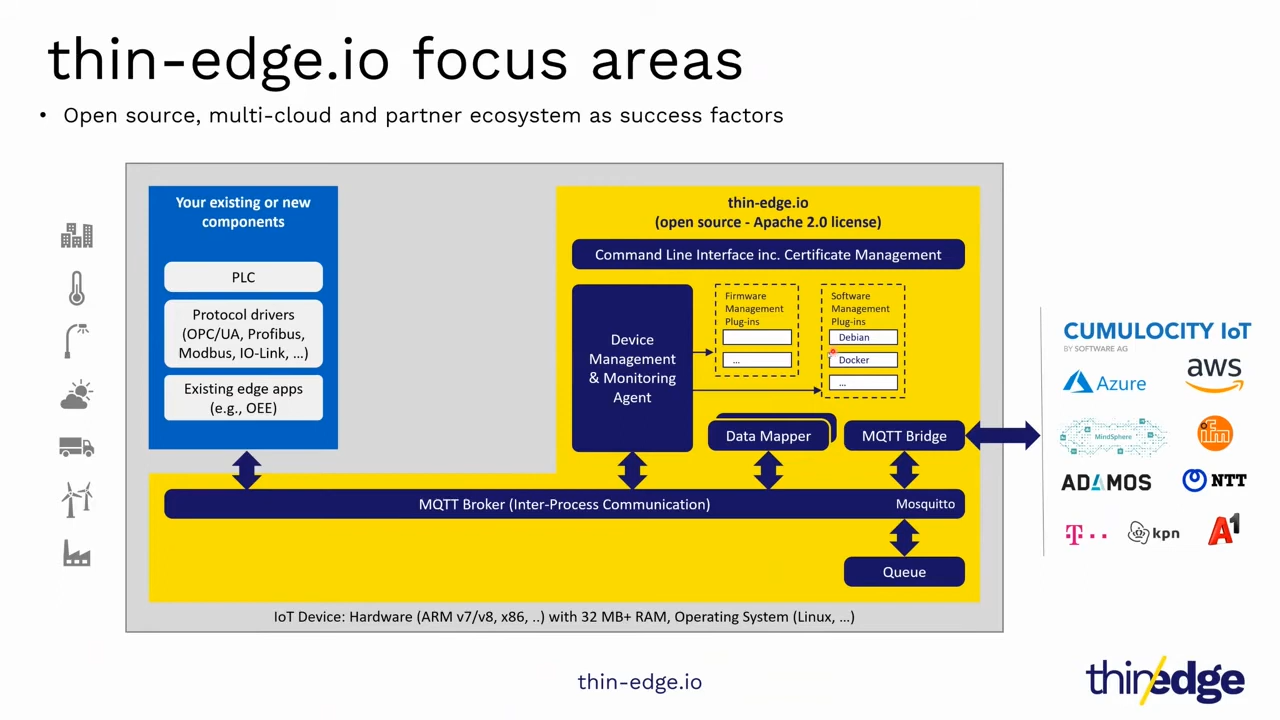 thin-edge.io focus areas
• Open source, multi-cloud and partner ecosystem as success factors
Your existing or new
components
PLC
Protocol drivers
(OPC/UA, Profibus,
Modbus, IO-Link, ...)
Existing edge apps
(e.g., OEE)
thin-edge.io
(open source - Apache 2.0 license)
Command Line Interface inc. Certificate Management
Device
Management
& Monitoring
Agent
Firmware
Management
Plug-ins
...
Software
Management
Plug-ins
Debian
Docker
...
Data Mapper
MQTT Bridge
MQTT Broker (Inter-Process Communication)
Mosquitto
Queue
IoT Device: Hardware (ARM v7/v8, x86, ..) with 32 MB+ RAM, Operating System (Linux, ...)
CUMULOCITY IoT
BY SOFTWARE AG
Azure
aws
MindSphere
ifm
ADAMOS
NTT
T
kpn
A1
thin-edge.io
thin/edge